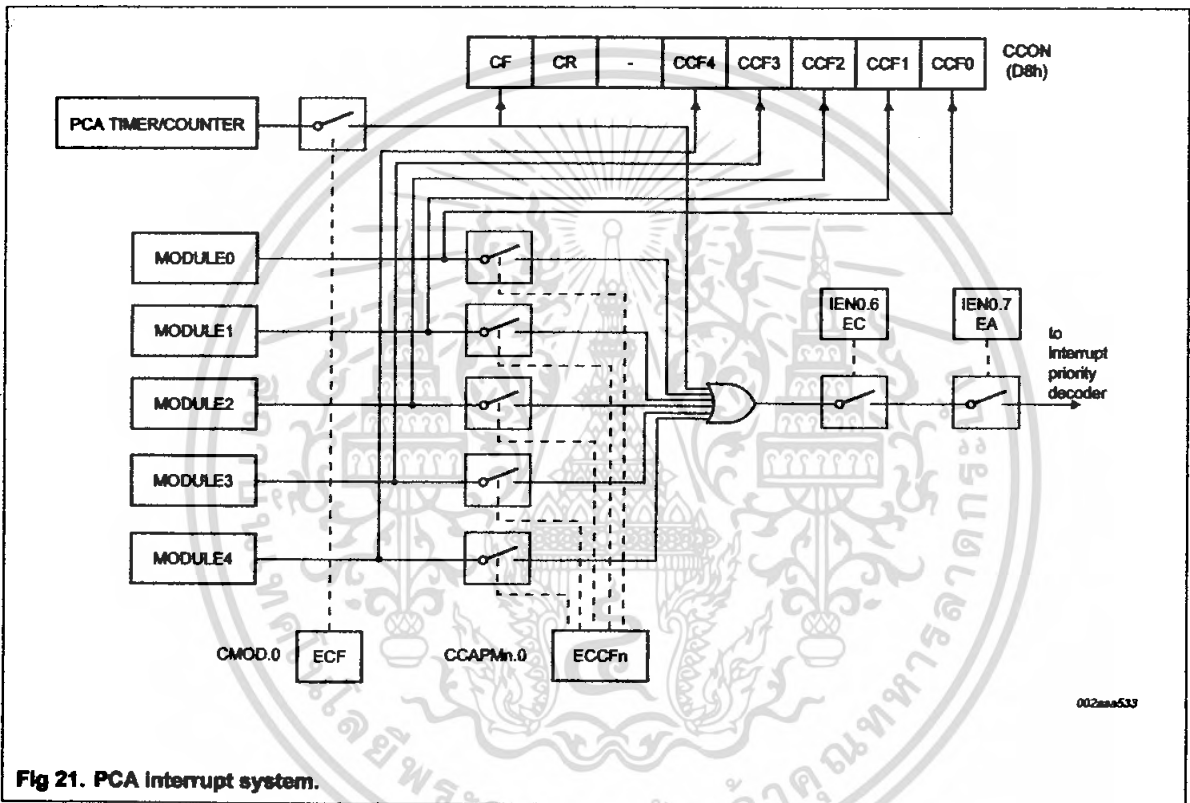 CF CR - CCF4 CCF3 CCF2 CCF1 CCF0
CCON
(D8h)
PCA TIMER/COUNTER
MODULE0
MODULE1
MODULE2
MODULE3
MODULE4
IEN0.6
EC
IEN0.7
EA
to
interrupt
priority
decoder
CMOD.0
ECF
CCAPMn.0
ECCFn
002aaa533
Fig 21. PCA interrupt system.